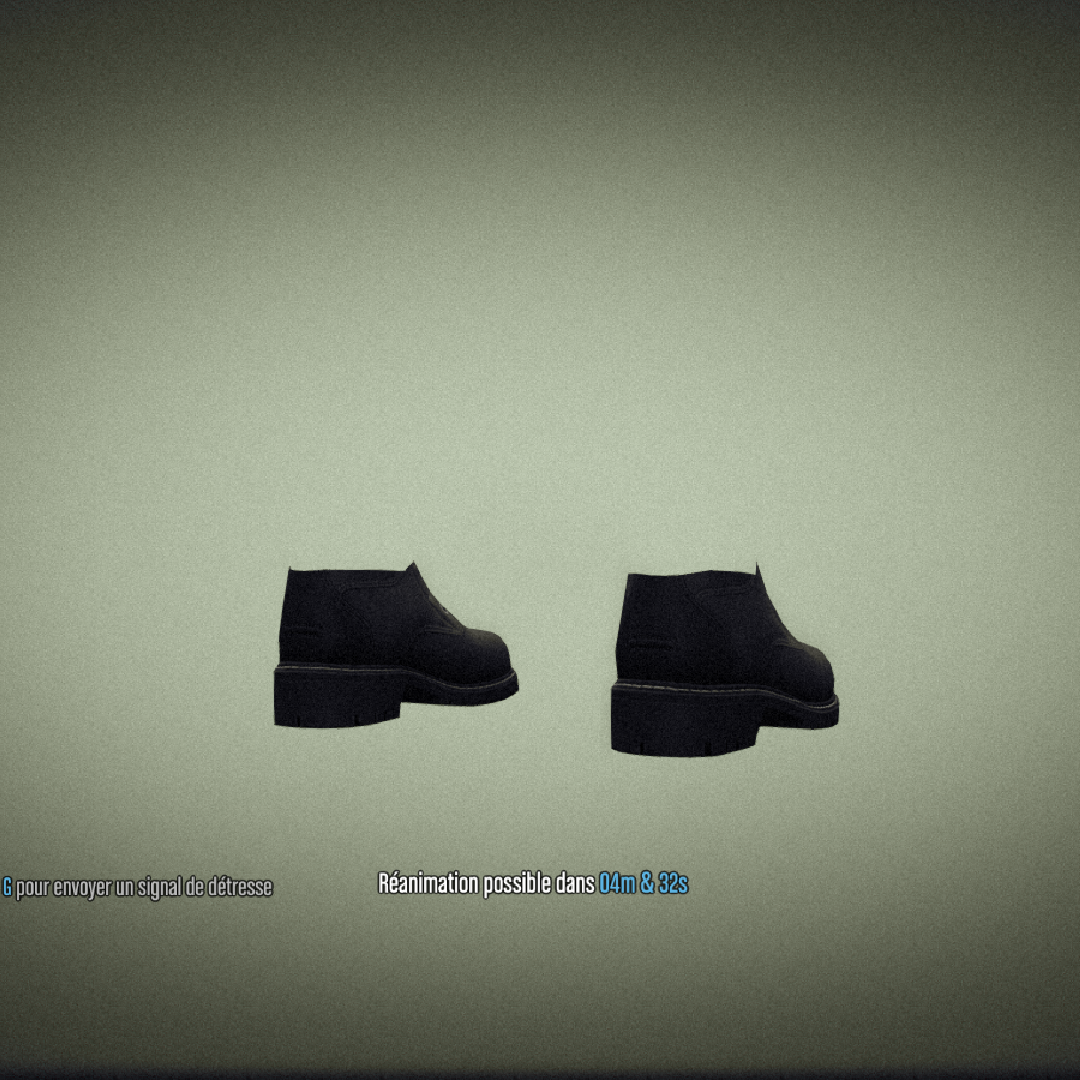 G pour envoyer un signal de détresse
Réanimation possible dans 04m & 32s